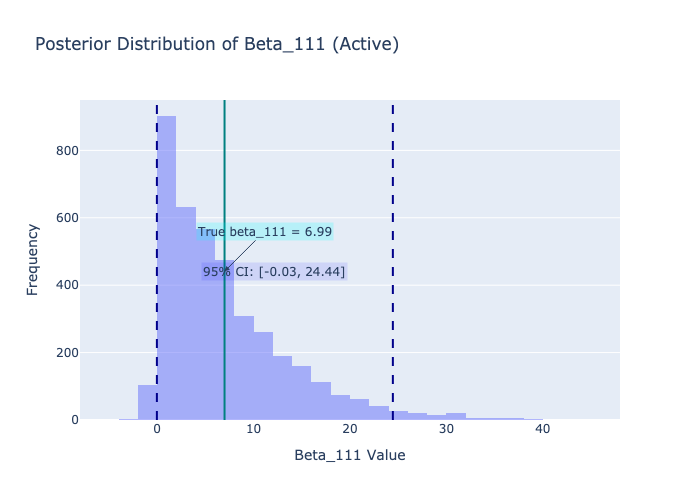 Posterior Distribution of Beta_111 (Active)
Frequency
800
600
400
200
0
True beta_111 = 6.99
95% CI: [-0.03, 24.44]
0
10
20
30
40
Beta_111 Value